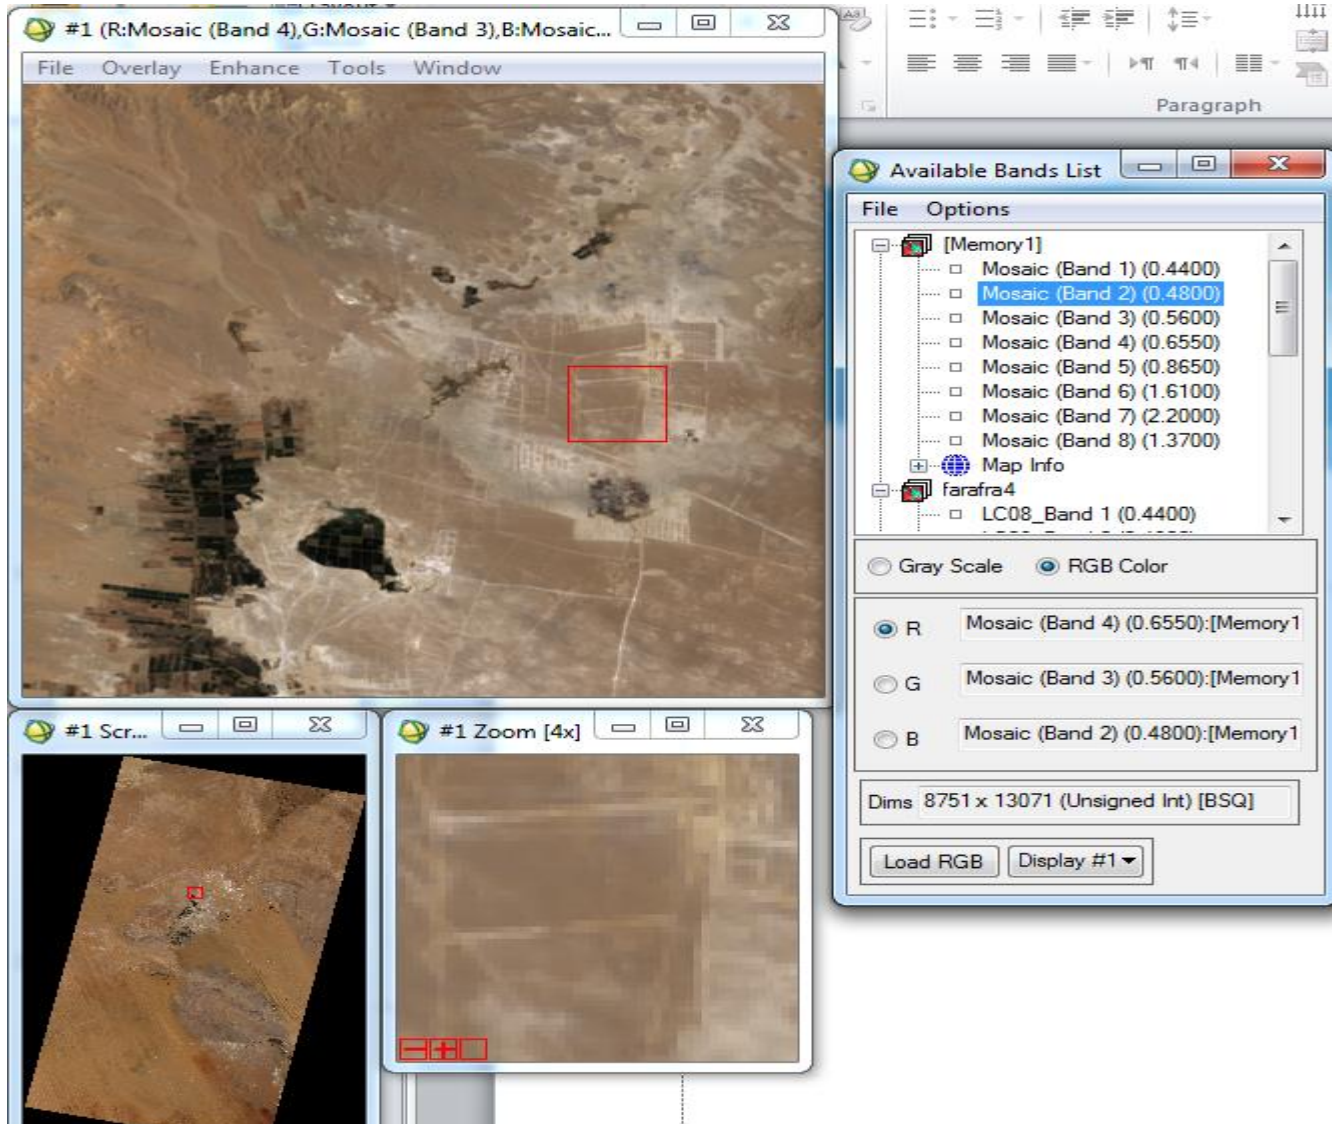 #1 (R:Mosaic (Band 4),G:Mosaic (Band 3),B:Mosaic...
File Overlay Enhance Tools Window
Paragraph
Available Bands List
File Options
[Memory1]
Mosaic (Band 1) (0.4400)
Mosaic (Band 2) (0.4800)
Mosaic (Band 3) (0.5600)
Mosaic (Band 4) (0.6550)
Mosaic (Band 5) (0.8650)
Mosaic (Band 6) (1.6100)
Mosaic (Band 7) (2.2000)
Mosaic (Band 8) (1.3700)
Map Info
farafra4
LC08_Band 1 (0.4400)
Gray Scale RGB Color
R Mosaic (Band 4) (0.6550):[Memory1
G Mosaic (Band 3) (0.5600):[Memory1
B Mosaic (Band 2) (0.4800):[Memory1
Dims 8751 x 13071 (Unsigned Int) [BSQ]
Load RGB Display #1
#1 Scr...
#1 Zoom [4x]